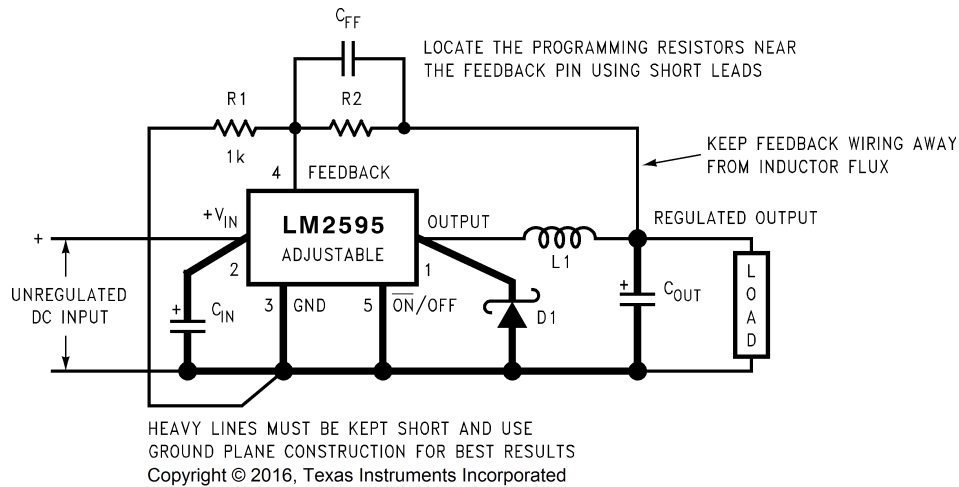 CFF
LOCATE THE PROGRAMMING RESISTORS NEAR
THE FEEDBACK PIN USING SHORT LEADS
R1
R2
1k
KEEP FEEDBACK WIRING AWAY
FROM INDUCTOR FLUX
4
FEEDBACK
+VIN
LM2595
ADJUSTABLE
OUTPUT
REGULATED OUTPUT
+
2
1
L1
UNREGULATED
DC INPUT
+
CIN
3
GND
5
ON/OFF
D1
+
COUT
LOAD
HEAVY LINES MUST BE KEPT SHORT AND USE
GROUND PLANE CONSTRUCTION FOR BEST RESULTS
Copyright © 2016, Texas Instruments Incorporated